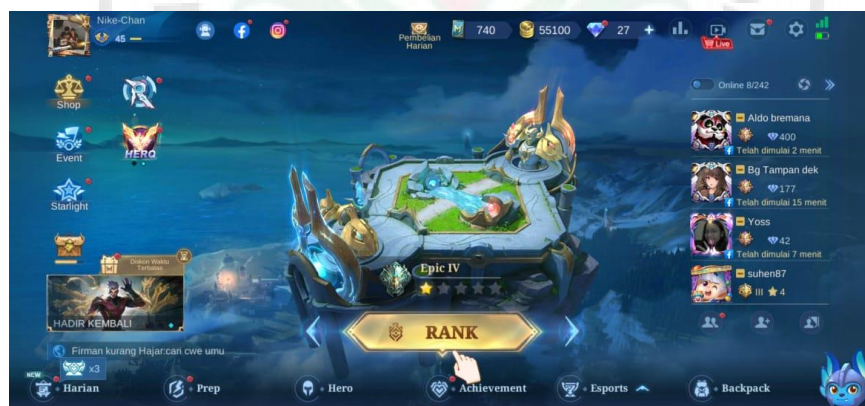 Nike-Chan
45
Pembelian
Harian
740
55100
27
Live
Shop
HERO
Event
Starlight
Online 8/242
Aldo bremana
400
Telah dimulai 2 menit
Bg Tampan dek
177
Telah dimulai 15 menit
Yoss
42
Telah dimulai 7 menit
suhen87
III 4
Epic IV
Diskon Waktu
Terbatas
HADIR KEMBALI
RANK
Firman kurang Hajar:cari cwe umu
x3
NEW
Harian
Prep
Hero
Achievement
Esports
Backpack